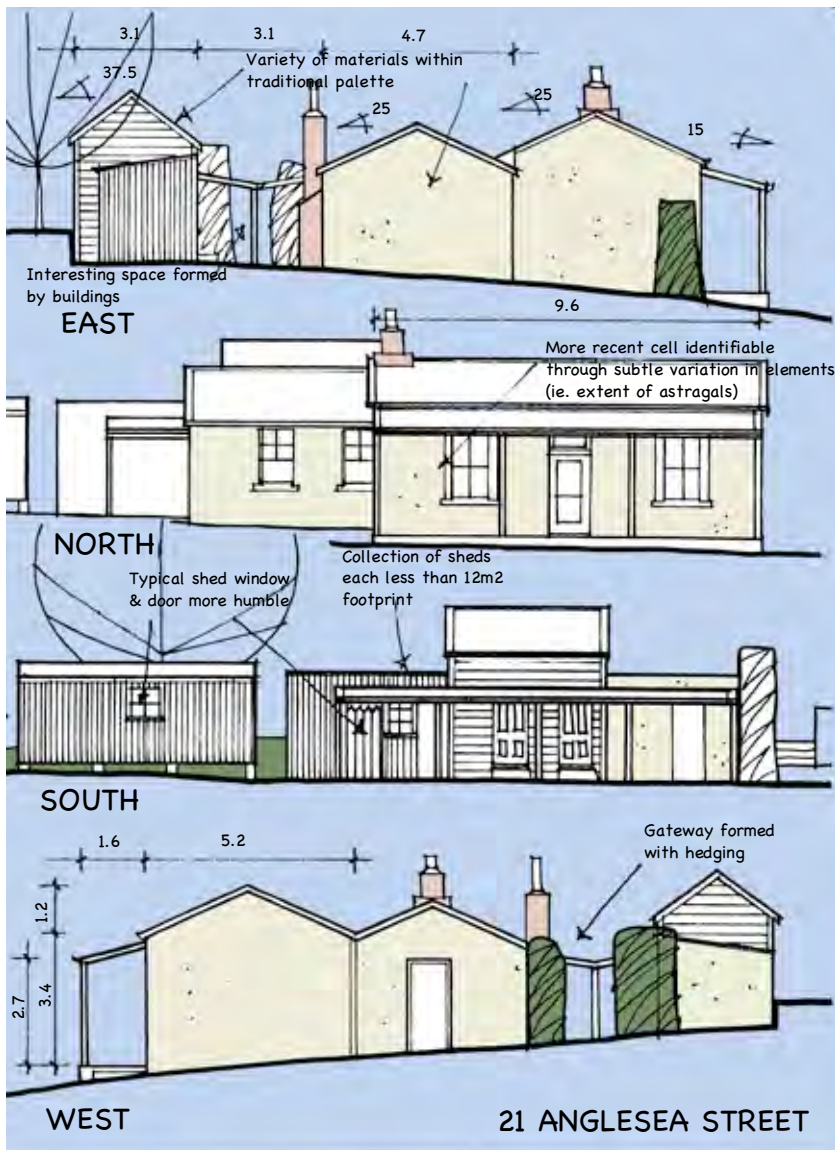 3.1
3.1
4.7
Variety of materials within
traditional palette
37.5
25
25
15
Interesting space formed
by buildings
EAST
9.6
More recent cell identifiable
through subtle variation in elements
(ie. extent of astragals)
NORTH
Collection of sheds
each less than 12m2
footprint
Typical shed window
& door more humble
SOUTH
Gateway formed
with hedging
1.6
5.2
1.2
2.7
3.4
WEST
21 ANGLESEA STREET